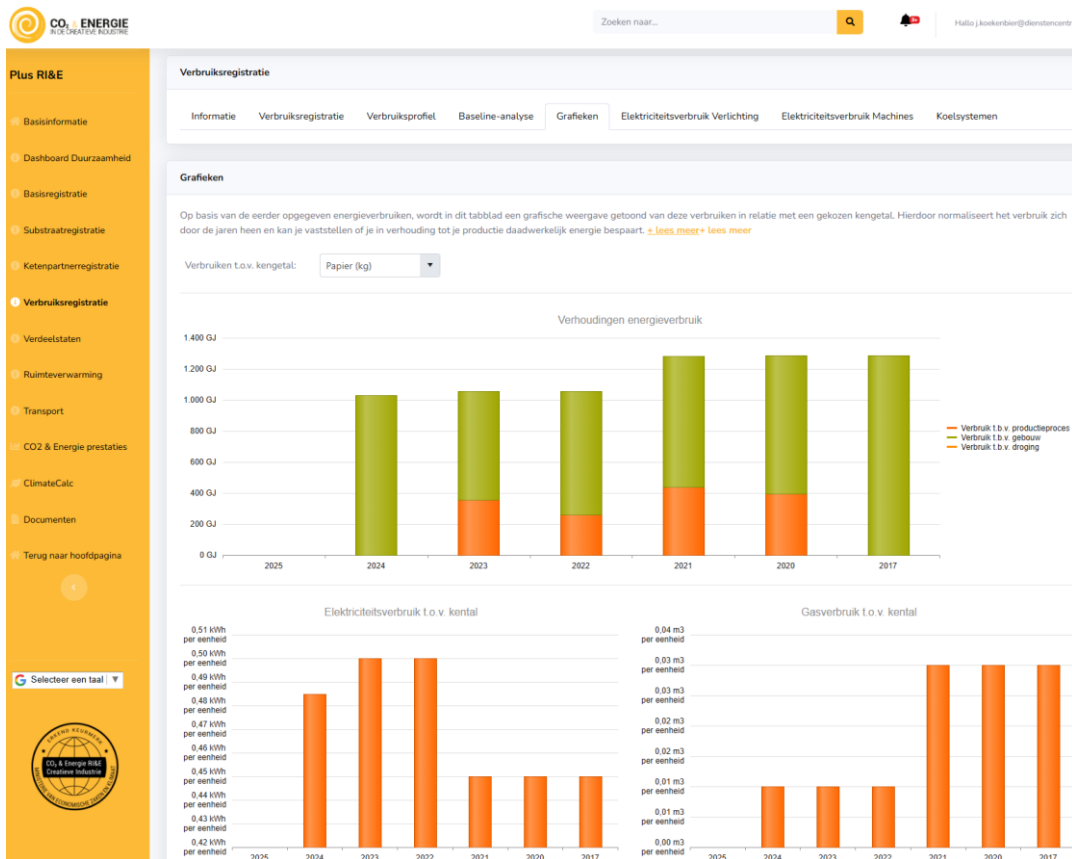 CO₂ & ENERGIE
IN DE CREATIEVE INDUSTRIE
Zoeken naar...
9+
Hallo j.koekenbier@dienstencentr
Plus RI&E
Basisinformatie
Dashboard Duurzaamheid
Basisregistratie
Substraatregistratie
Ketenpartnerregistratie
Verbruiksregistratie
Verdeelstaten
Ruimteverwarming
Transport
CO2 & Energie prestaties
ClimateCalc
Documenten
Terug naar hoofdpagina
Selecteer een taal ▼
ERKEND KEURMERK
CO₂ & Energie RI&E
Creatieve Industrie
MINISTERIE VAN ECONOMISCHE ZAKEN EN KLIMAAT
Verbruiksregistratie
Informatie Verbruiksregistratie Verbruiksprofiel Baseline-analyse Grafieken Elektriciteitsverbruik Verlichting Elektriciteitsverbruik Machines Koelsystemen
Grafieken
Op basis van de eerder opgegeven energieverbruiken, wordt in dit tabblad een grafische weergave getoond van deze verbruiken in relatie met een gekozen kengetal. Hierdoor normaliseert het verbruik zich
door de jaren heen en kan je vaststellen of je in verhouding tot je productie daadwerkelijk energie bespaart. + lees meer+ lees meer
Verbruiken t.o.v. kengetal: Papier (kg)
Verhoudingen energieverbruik
1.400 GJ
1.200 GJ
1.000 GJ
800 GJ
600 GJ
400 GJ
200 GJ
0 GJ
2025 2024 2023 2022 2021 2020 2017
Verbruik t.b.v. productieproces
Verbruik t.b.v. gebouw
Verbruik t.b.v. droging
Elektriciteitsverbruik t.o.v. kental
0,51 kWh
per eenheid
0,50 kWh
per eenheid
0,49 kWh
per eenheid
0,48 kWh
per eenheid
0,47 kWh
per eenheid
0,46 kWh
per eenheid
0,45 kWh
per eenheid
0,44 kWh
per eenheid
0,43 kWh
per eenheid
0,42 kWh
per eenheid
2025 2024 2023 2022 2021 2020 2017
Gasverbruik t.o.v. kental
0,04 m3
per eenheid
0,03 m3
per eenheid
0,03 m3
per eenheid
0,02 m3
per eenheid
0,02 m3
per eenheid
0,01 m3
per eenheid
0,01 m3
per eenheid
0,00 m3
per eenheid
2025 2024 2023 2022 2021 2020 2017